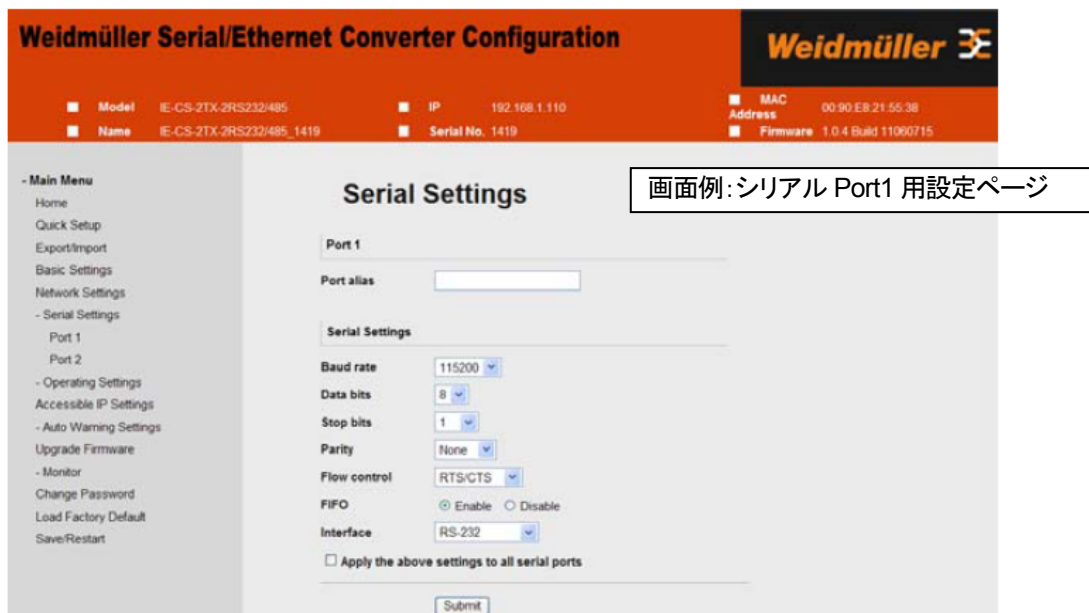 Weidmüller Serial/Ethernet Converter Configuration
Weidmüller
Model IE-CS-2TX-2RS232/485
IP 192.168.1.110
MAC Address 00:90:E8:21:55:38
Name IE-CS-2TX-2RS232/485_1419
Serial No. 1419
Firmware 1.0.4 Build 11060715
- Main Menu
Home
Quick Setup
Export/Import
Basic Settings
Network Settings
- Serial Settings
Port 1
Port 2
- Operating Settings
Accessible IP Settings
- Auto Warning Settings
Upgrade Firmware
- Monitor
Change Password
Load Factory Default
Save/Restart
Serial Settings
画面例：シリアル Port1 用設定ページ
Port 1
Port alias
Serial Settings
Baud rate 115200
Data bits 8
Stop bits 1
Parity None
Flow control RTS/CTS
FIFO Enable Disable
Interface RS-232
Apply the above settings to all serial ports
Submit